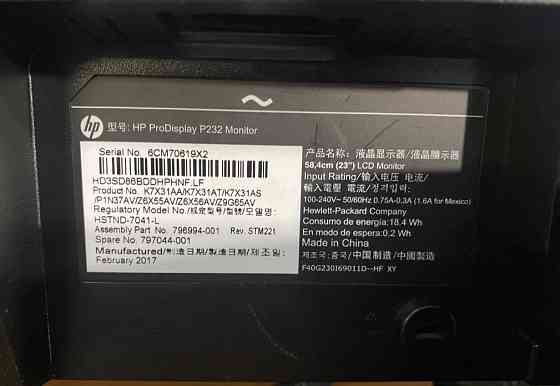 ~
hp 型号: HP ProDisplay P232 Monitor
Serial No. 6CM70619X2
HD3SD86BDDHPHNF.LF
Product No. K7X31AA/K7X31AT/K7X31AS
/P1N37AV/Z6X55AV/Z6X56AV/Z9G65AV
Regulatory Model No./规定型号/型號/모델명:
HSTND-7041-L
Assembly Part No. 796994-001 Rev. STM221
Spare No. 797044-001
Manufactured/制造日期/製造日期/제조일:
February 2017
产品名称: 液晶显示器/液晶顯示器
58,4cm (23") LCD Monitor
Input Rating/输入电压 电流/
輸入電壓 電流/정격입력:
100-240V~ 50/60Hz 0.75A-0.3A (1.6A for Mexico)
Hewlett-Packard Company
Consumo de energía:18.4 Wh
En modo de espera:0.2 Wh
Made in China
제조국:중국/中国制造/中國製造
F40G230I69011D--HF XY